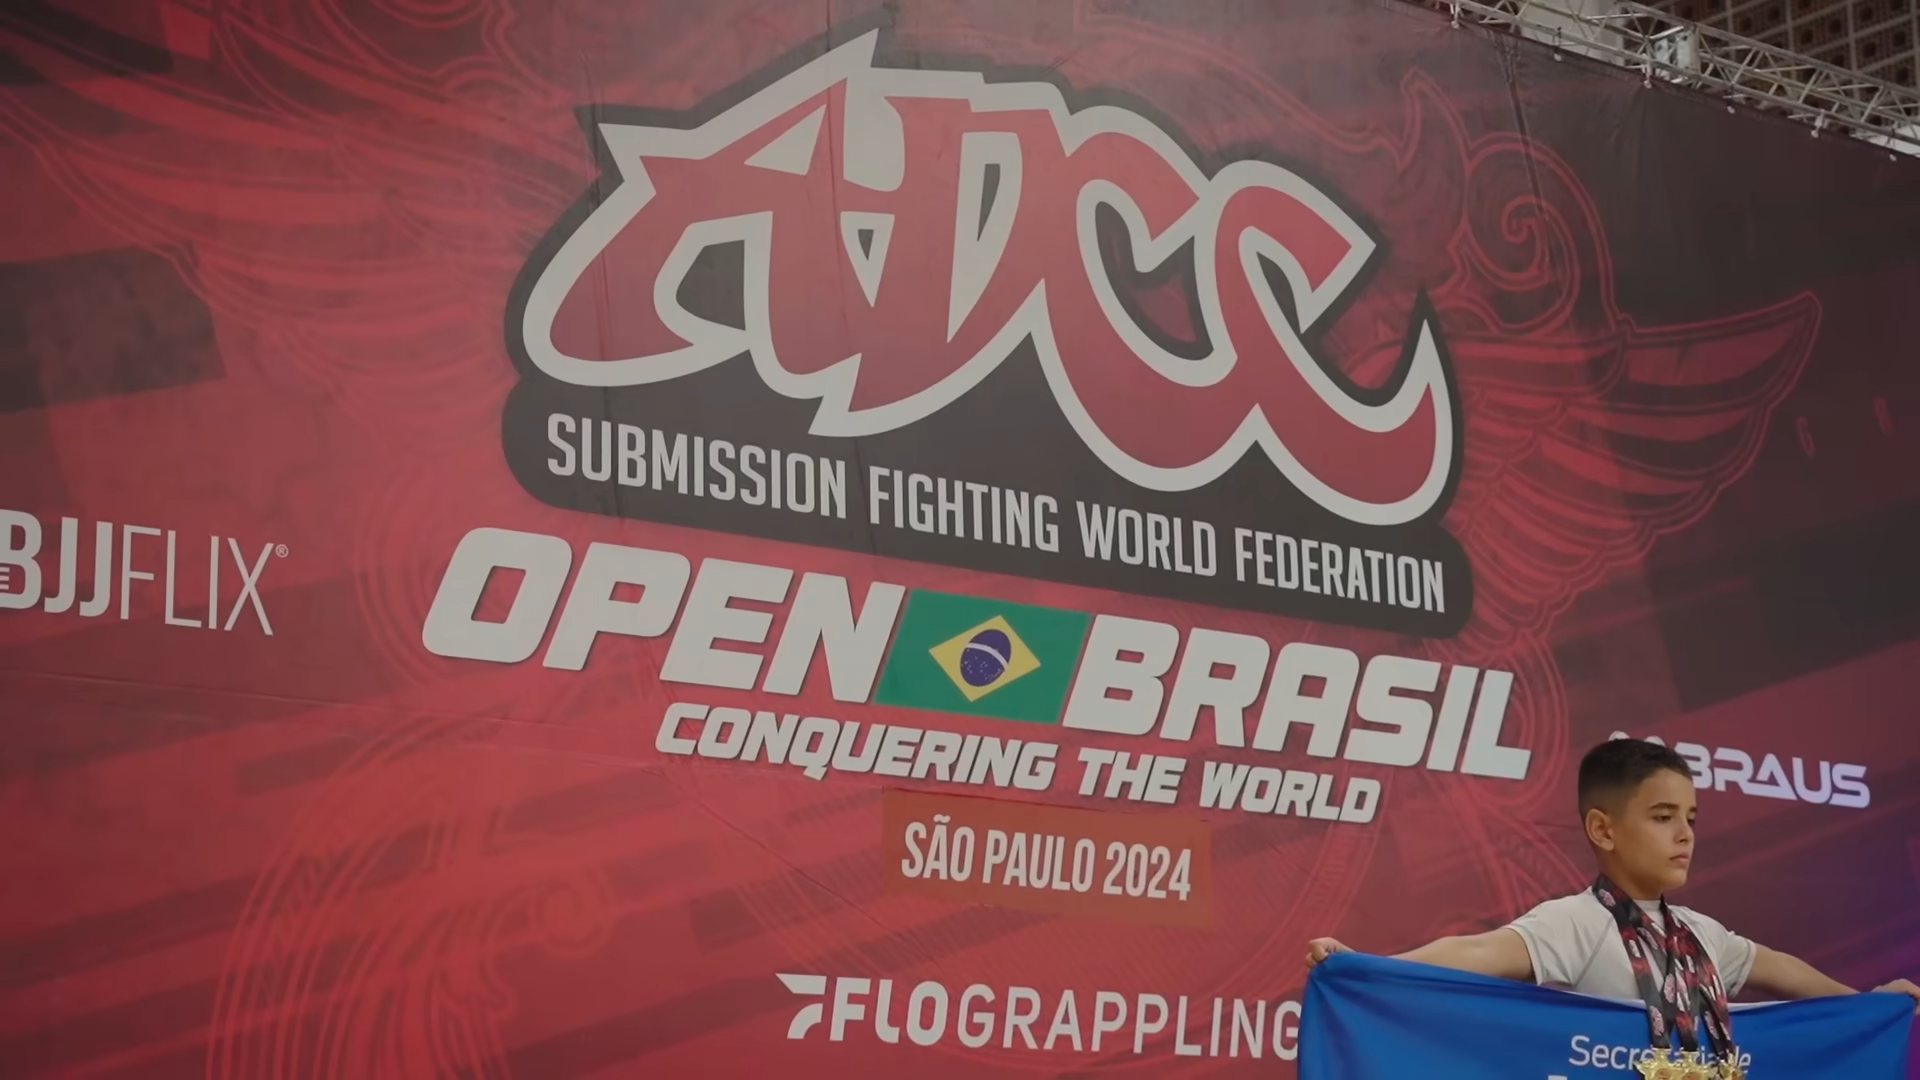 ADCC
SUBMISSION FIGHTING WORLD FEDERATION
OPEN BRASIL
CONQUERING THE WORLD
SÃO PAULO 2024
BJJFLIX®
BRAUS
FLOGRAPPLING